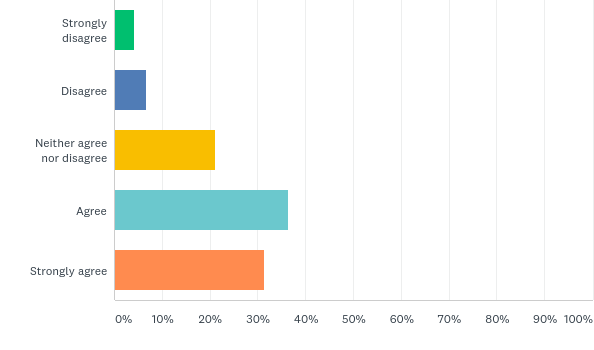 Strongly
disagree
Disagree
Neither agree
nor disagree
Agree
Strongly agree
0% 10% 20% 30% 40% 50% 60% 70% 80% 90% 100%